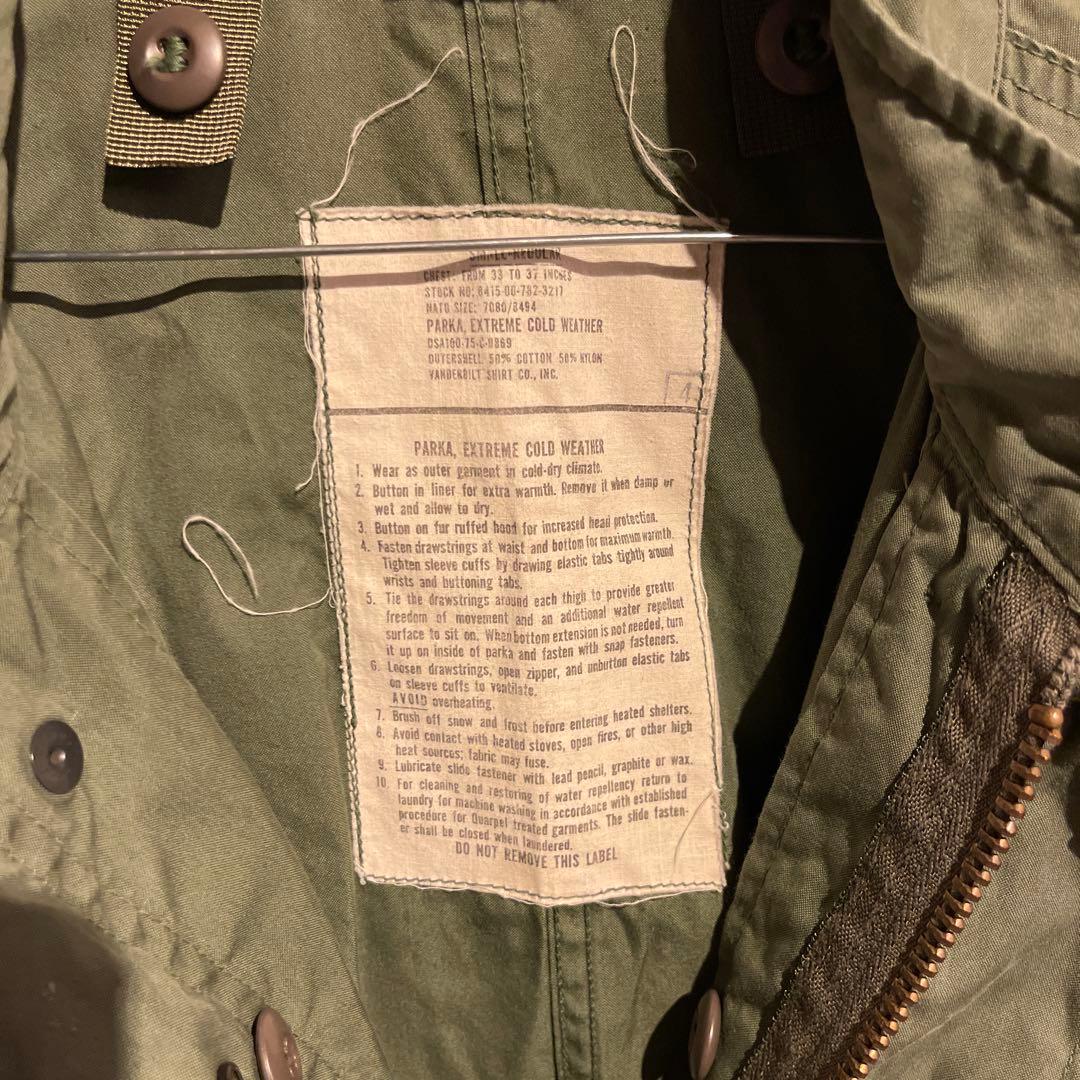 SMALL-REGULAR
CHEST: FROM 33 TO 37 INCHES
STOCK NO: 8415-00-782-3217
NATO SIZE: 7080/8494
PARKA, EXTREME COLD WEATHER
DSA100-75-C-0869
OUTERSHELL 50% COTTON 50% NYLON
VANDERBILT SHIRT CO., INC.
PARKA, EXTREME COLD WEATHER
1. Wear as outer garment in cold-dry climate.
2. Button in liner for extra warmth. Remove it when damp or
wet and allow to dry.
3. Button on fur ruffed hood for increased head protection.
4. Fasten drawstrings at waist and bottom for maximum warmth.
Tighten sleeve cuffs by drawing elastic tabs tightly around
wrists and buttoning tabs.
5. Tie the drawstrings around each thigh to provide greater
freedom of movement and an additional water repellent
surface to sit on. When bottom extension is not needed, turn
it up on inside of parka and fasten with snap fasteners.
6. Loosen drawstrings, open zipper, and unbutton elastic tabs
on sleeve cuffs to ventilate.
AVOID overheating.
7. Brush off snow and frost before entering heated shelters.
8. Avoid contact with heated stoves, open fires, or other high
heat sources; fabric may fuse.
9. Lubricate slide fastener with lead pencil, graphite or wax.
10. For cleaning and restoring of water repellency return to
laundry for machine washing in accordance with established
procedure for Quarpel treated garments. The slide fasten-
er shall be closed when laundered.
DO NOT REMOVE THIS LABEL